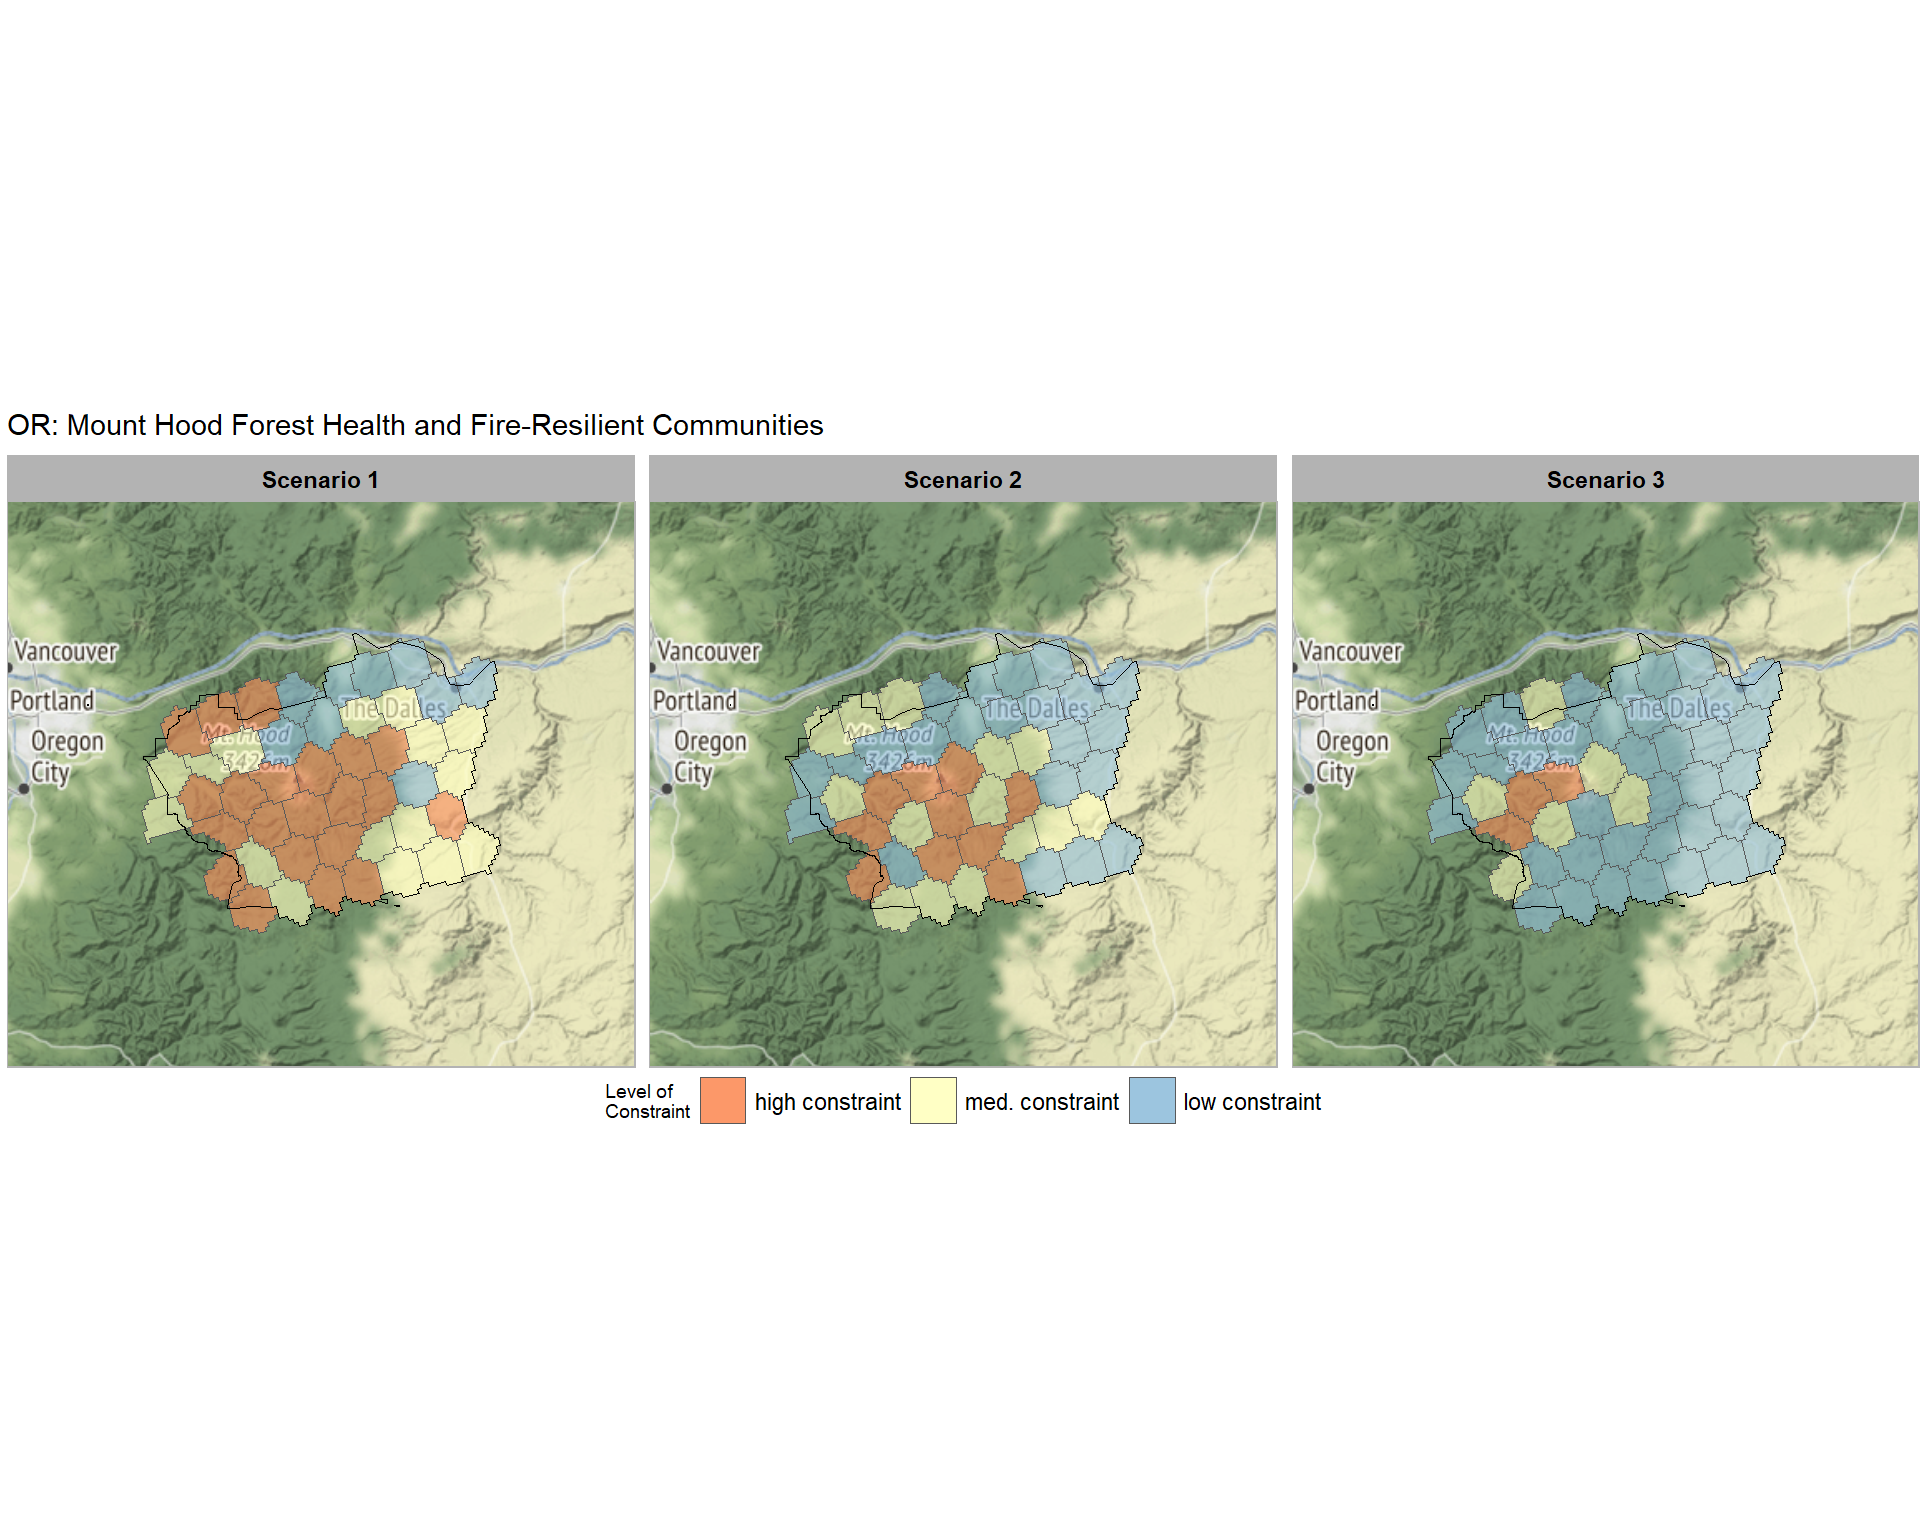 OR: Mount Hood Forest Health and Fire-Resilient Communities
Scenario 1
Scenario 2
Scenario 3
Vancouver
Portland
Oregon
City
Mt. Hood
3426m
The Dalles
Vancouver
Portland
Oregon
City
Mt. Hood
3426m
The Dalles
Vancouver
Portland
Oregon
City
Mt. Hood
3426m
The Dalles
Level of
Constraint
high constraint
med. constraint
low constraint